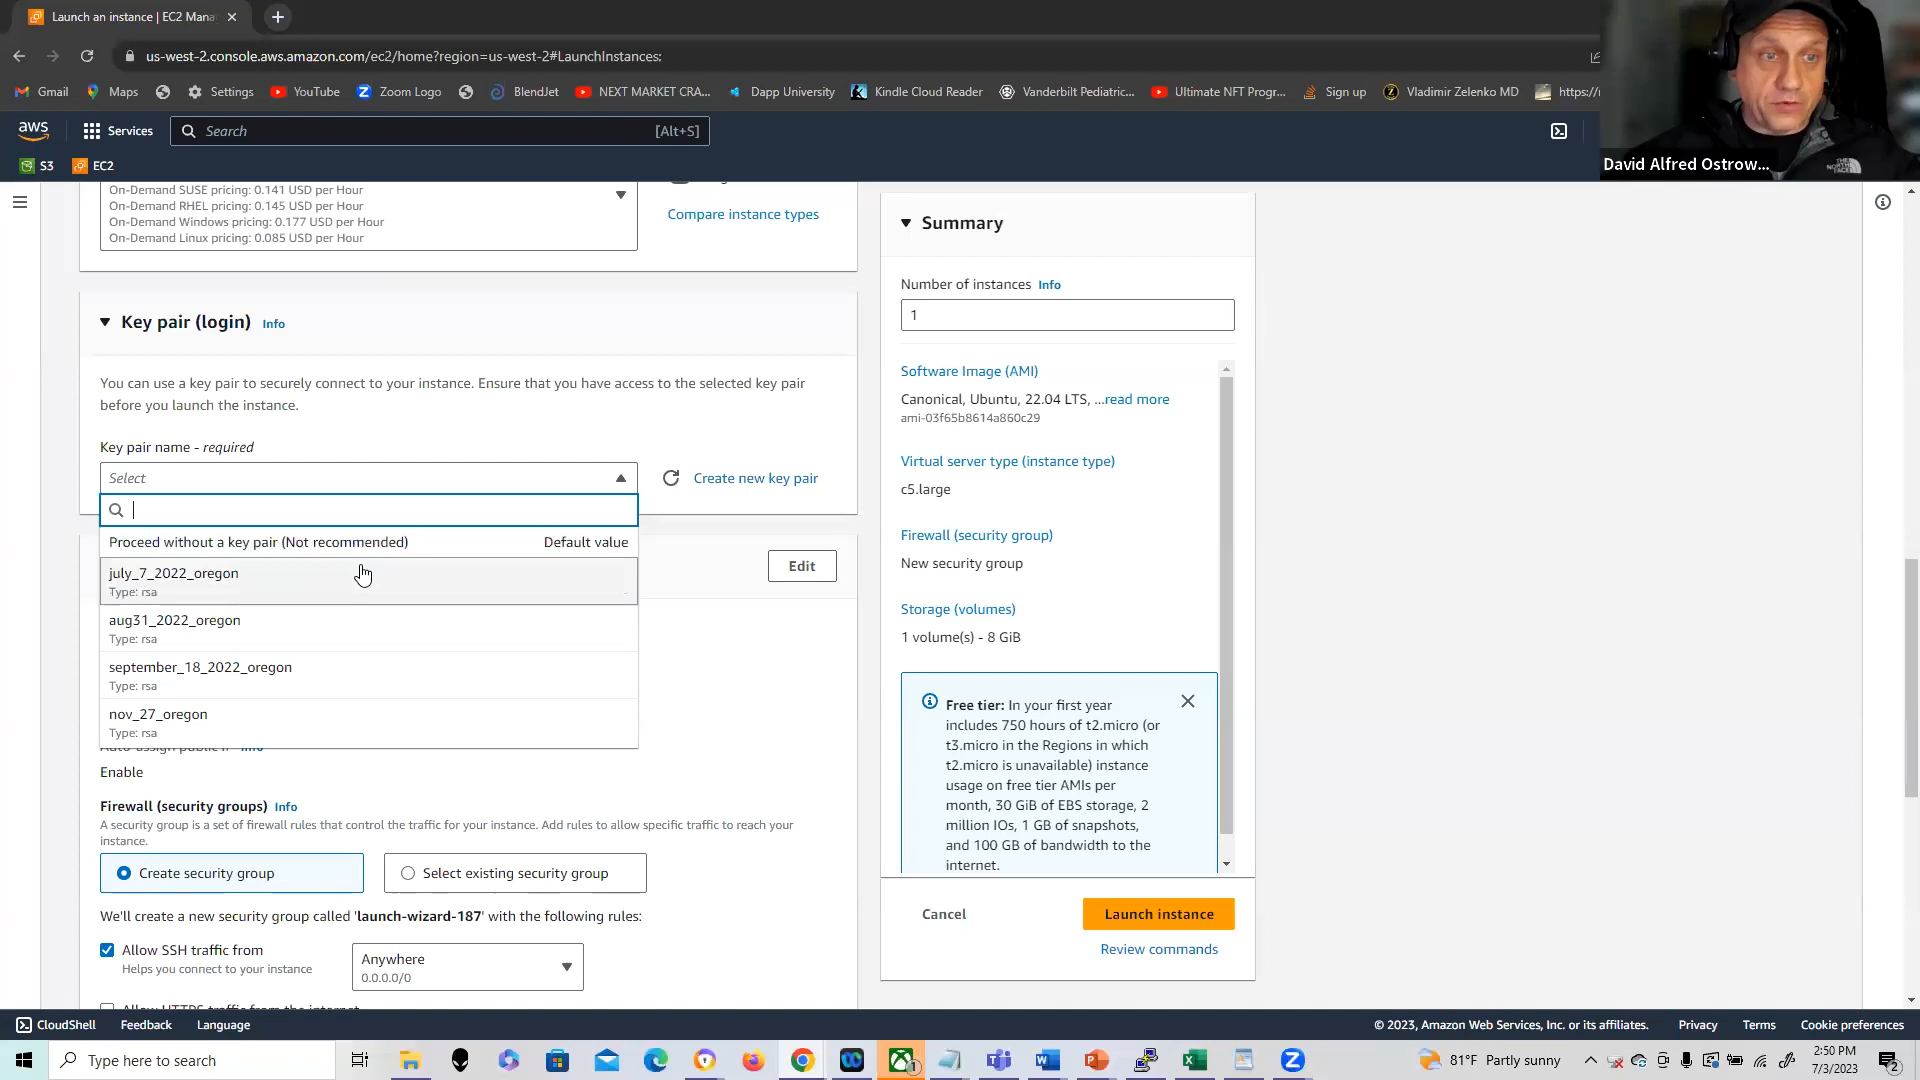 Launch an instance | EC2 Mana
us-west-2.console.aws.amazon.com/ec2/home?region=us-west-2#LaunchInstances;
Gmail
Maps
Settings
YouTube
Zoom Logo
BlendJet
NEXT MARKET CRA...
Dapp University
Kindle Cloud Reader
Vanderbilt Pediatric...
Ultimate NFT Progr...
Sign up
Vladimir Zelenko MD
https://r
aws
Services
Search
[Alt+S]
David Alfred Ostrow...
S3
EC2
On-Demand SUSE pricing: 0.141 USD per Hour
On-Demand RHEL pricing: 0.145 USD per Hour
On-Demand Windows pricing: 0.177 USD per Hour
On-Demand Linux pricing: 0.085 USD per Hour
Compare instance types
Key pair (login) Info
You can use a key pair to securely connect to your instance. Ensure that you have access to the selected key pair
before you launch the instance.
Key pair name - required
Select
Create new key pair
Proceed without a key pair (Not recommended)
Default value
july_7_2022_oregon
Type: rsa
aug31_2022_oregon
Type: rsa
september_18_2022_oregon
Type: rsa
nov_27_oregon
Type: rsa
Edit
Auto-assign public IP Info
Enable
Firewall (security groups) Info
A security group is a set of firewall rules that control the traffic for your instance. Add rules to allow specific traffic to reach your
instance.
Create security group
Select existing security group
We'll create a new security group called 'launch-wizard-187' with the following rules:
Allow SSH traffic from
Helps you connect to your instance
Anywhere
0.0.0.0/0
Allow HTTPS traffic from the internet
Summary
Number of instances Info
1
Software Image (AMI)
Canonical, Ubuntu, 22.04 LTS, ...read more
ami-03f65b8614a860c29
Virtual server type (instance type)
c5.large
Firewall (security group)
New security group
Storage (volumes)
1 volume(s) - 8 GiB
Free tier: In your first year
includes 750 hours of t2.micro (or
t3.micro in the Regions in which
t2.micro is unavailable) instance
usage on free tier AMIs per
month, 30 GiB of EBS storage, 2
million IOs, 1 GB of snapshots,
and 100 GB of bandwidth to the
internet.
Cancel
Launch instance
Review commands
CloudShell
Feedback
Language
© 2023, Amazon Web Services, Inc. or its affiliates.
Privacy
Terms
Cookie preferences
Type here to search
81°F Partly sunny
2:50 PM
7/3/2023
2